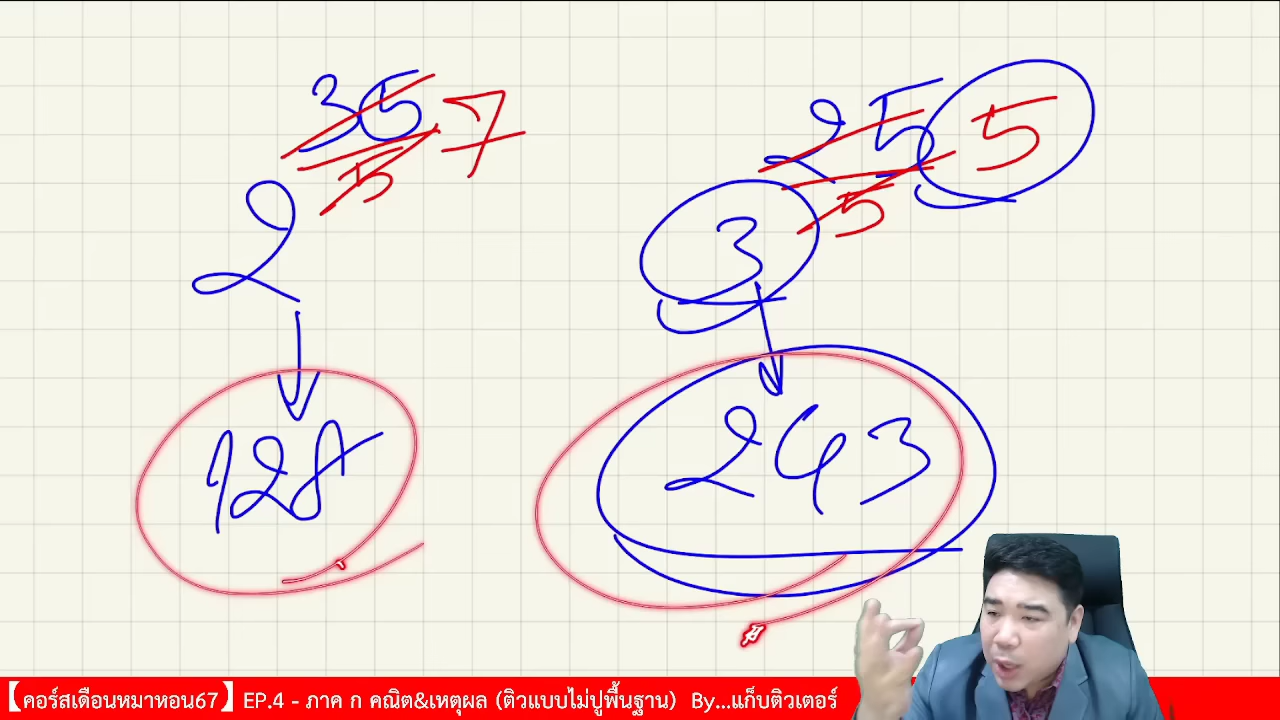 35 7 25 5
5 5
2 3
128 243
【คอร์สเดือนหมาหอน67】 EP.4 - ภาค ก คณิต&เหตุผล (ติวแบบไม่ปูพื้นฐาน) By...แก็บติวเตอร์